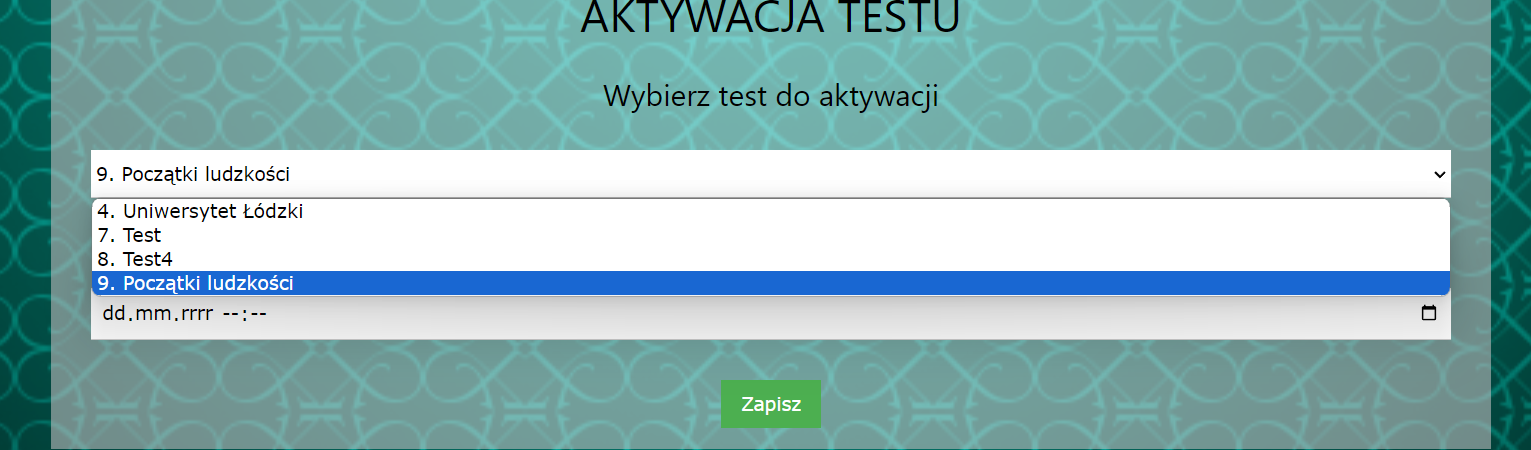 AKTYWACJA TESTU
Wybierz test do aktywacji
9. Początki ludzkości
4. Uniwersytet Łódzki
7. Test
8. Test4
9. Początki ludzkości
dd.mm.rrrr --:--
Zapisz